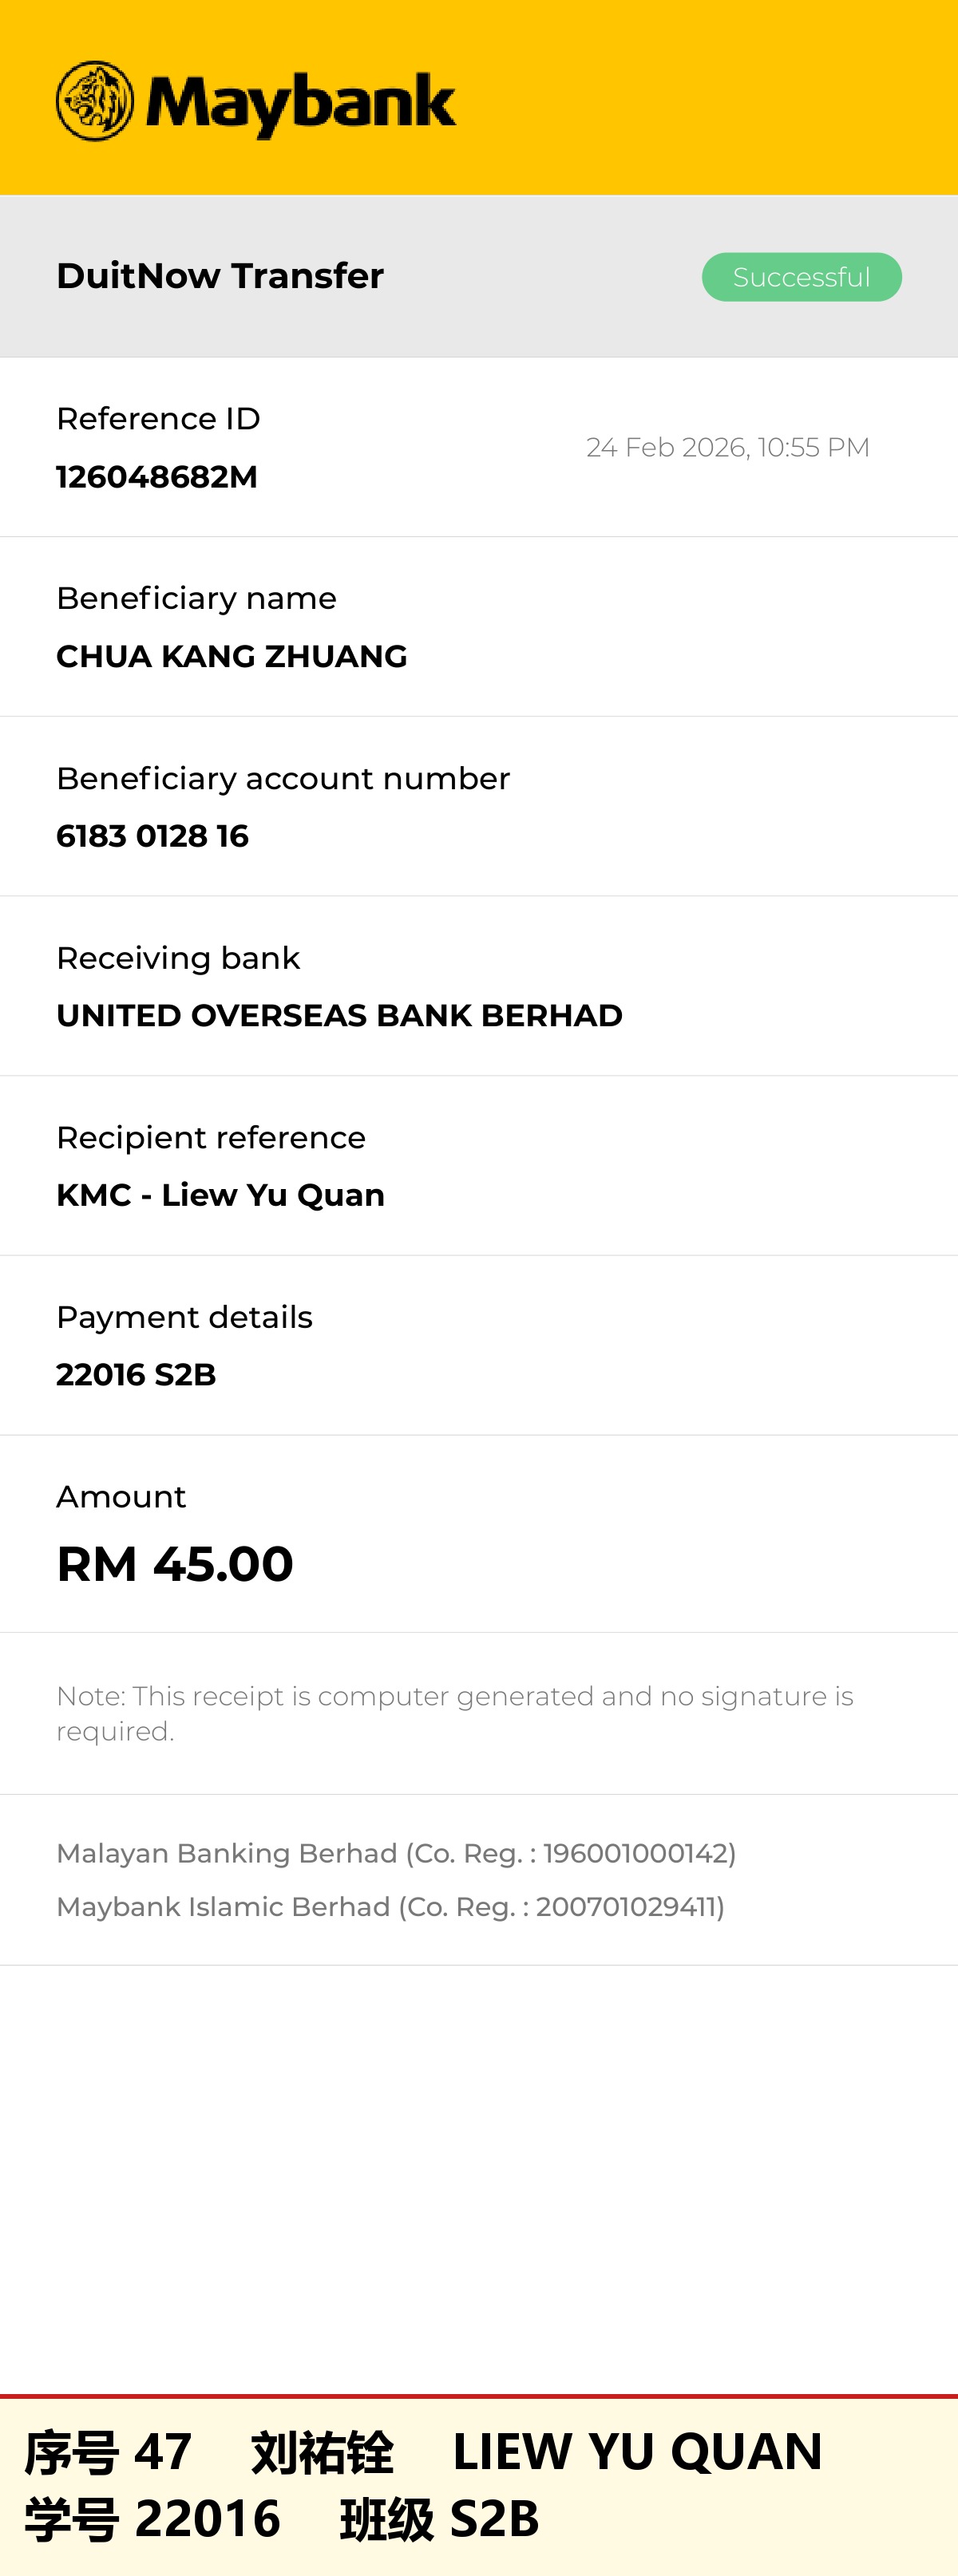 Maybank
DuitNow Transfer
Successful
Reference ID
24 Feb 2026, 10:55 PM
126048682M
Beneficiary name
CHUA KANG ZHUANG
Beneficiary account number
6183 0128 16
Receiving bank
UNITED OVERSEAS BANK BERHAD
Recipient reference
KMC - Liew Yu Quan
Payment details
22016 S2B
Amount
RM 45.00
Note: This receipt is computer generated and no signature is
required.
Malayan Banking Berhad (Co. Reg. : 196001000142)
Maybank Islamic Berhad (Co. Reg. : 200701029411)
序号 47 刘祐铨 LIEW YU QUAN
学号 22016 班级 S2B